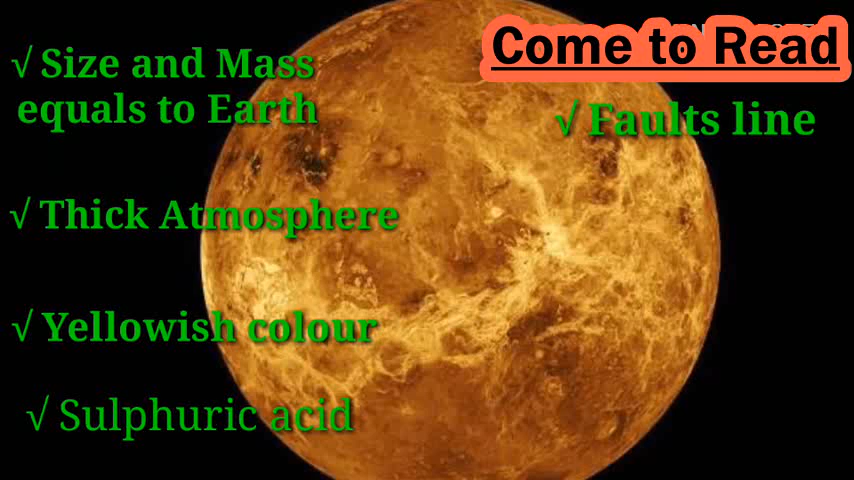 Come to Read
√ Size and Mass
equals to Earth
√ Faults line
√ Thick Atmosphere
√ Yellowish colour
√ Sulphuric acid